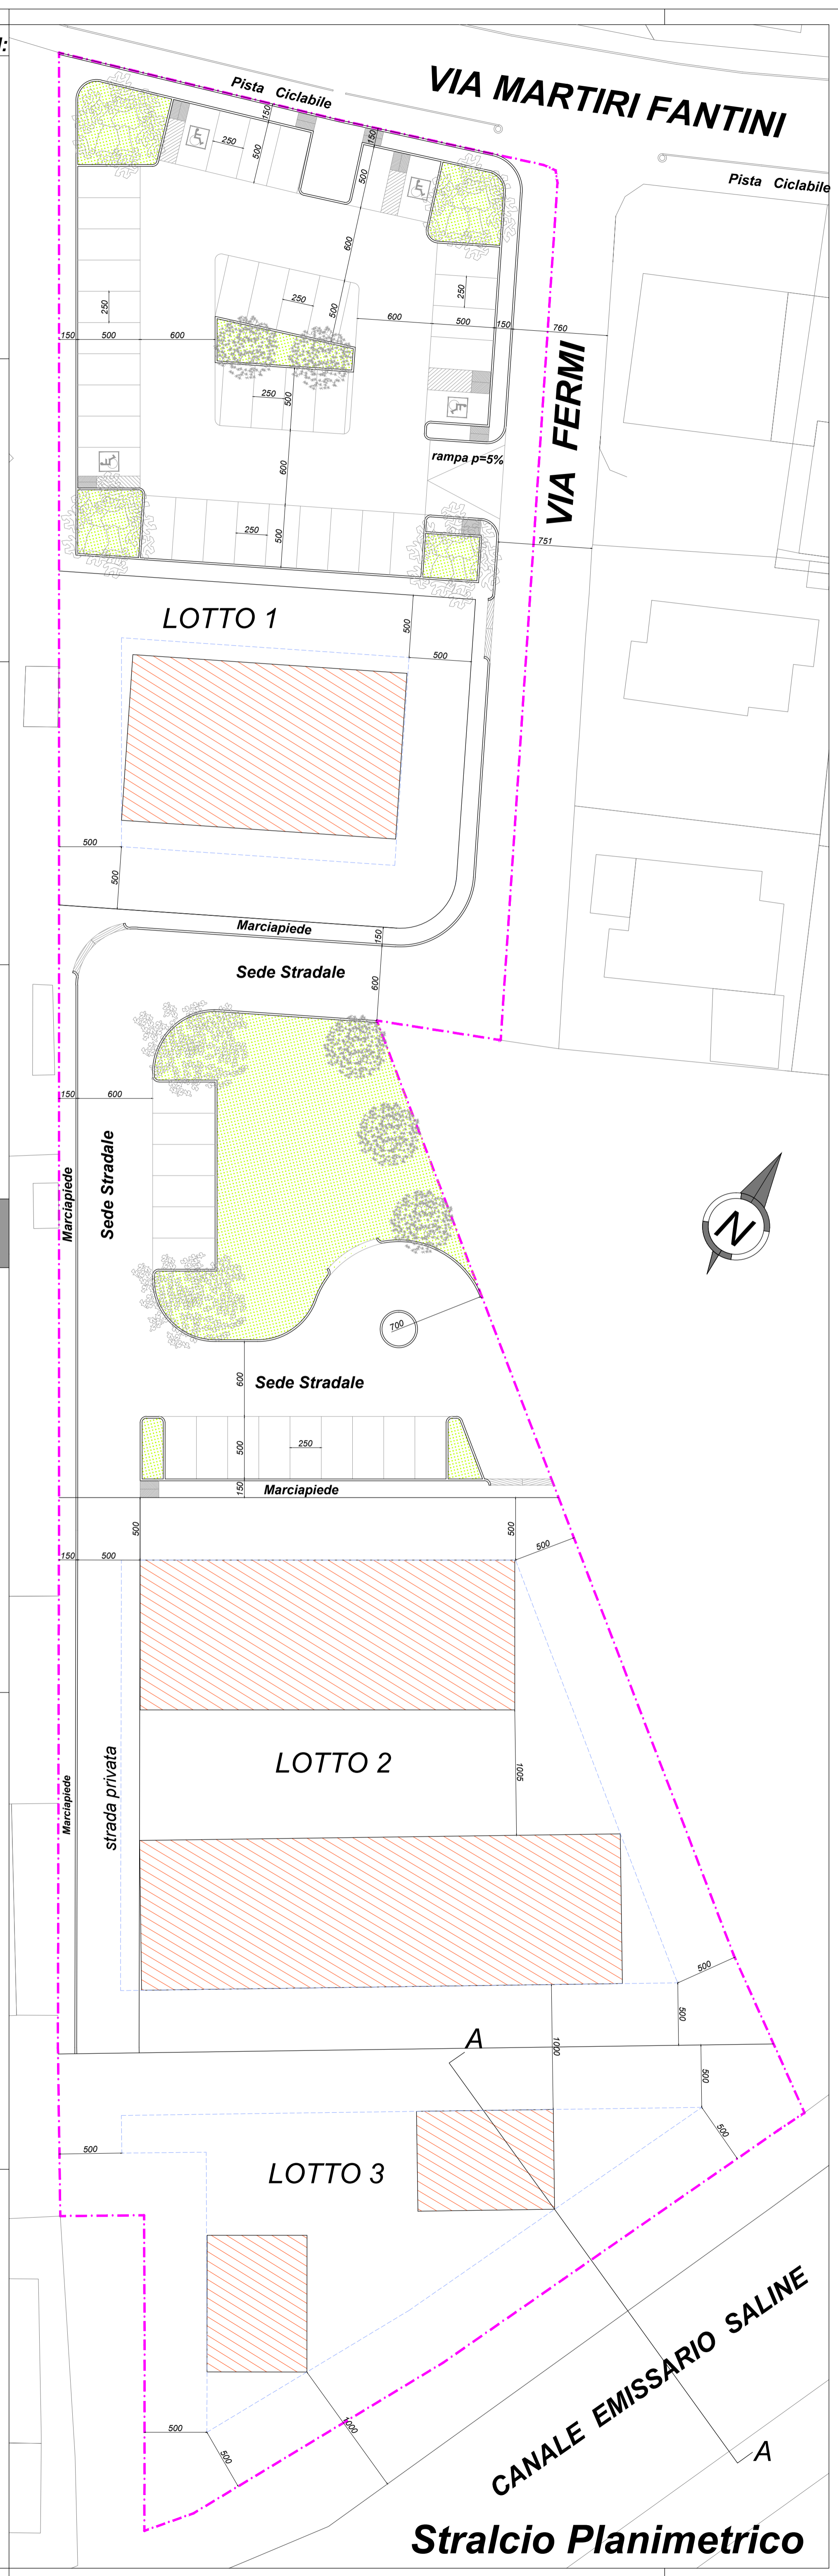 VIA MARTIRI FANTINI
Pista Ciclabile
150
150
250
500
500
Pista Ciclabile
600
250
250
250
500
600
500
150
760
150
500
600
VIA FERMI
250
500
600
rampa p=5%
250
500
751
LOTTO 1
500
500
500
500
Marciapiede
150
Sede Stradale
600
150
600
Marciapiede
Sede Stradale
N
700
600
Sede Stradale
500
250
150
Marciapiede
500
500
500
150
500
LOTTO 2
1005
strada privata
Marciapiede
500
500
A
1000
500
500
500
LOTTO 3
CANALE EMISSARIO SALINE
1000
500
500
A
Stralcio Planimetrico